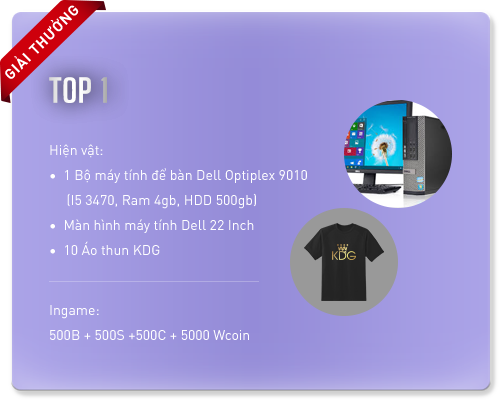 GIẢI THƯỞNG
TOP 1
Hiện vật:
• 1 Bộ máy tính để bàn Dell Optiplex 9010
(I5 3470, Ram 4gb, HDD 500gb)
• Màn hình máy tính Dell 22 Inch
• 10 Áo thun KDG
KDG
Ingame:
500B + 500S +500C + 5000 Wcoin